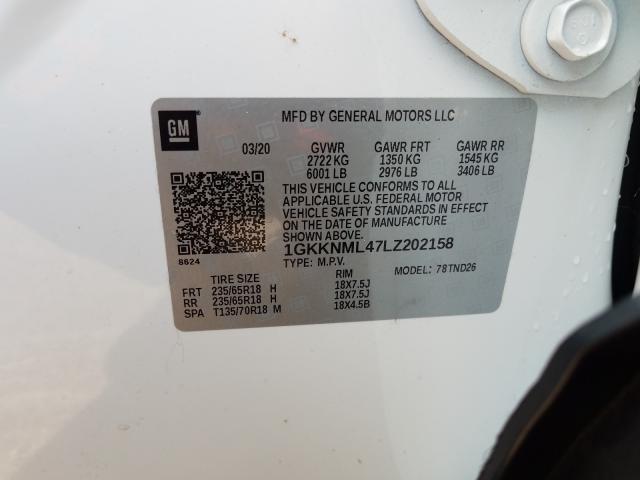 GM
MFD BY GENERAL MOTORS LLC
03/20 GVWR GAWR FRT GAWR RR
2722 KG 1350 KG 1545 KG
6001 LB 2976 LB 3406 LB
THIS VEHICLE CONFORMS TO ALL
APPLICABLE U.S. FEDERAL MOTOR
VEHICLE SAFETY STANDARDS IN EFFECT
ON THE DATE OF MANUFACTURE
SHOWN ABOVE.
1GKKNML47LZ202158
8624
TYPE: M.P.V. MODEL: 78TND26
TIRE SIZE RIM
FRT 235/65R18 H 18X7.5J
RR 235/65R18 H 18X7.5J
SPA T135/70R18 M 18X4.5B